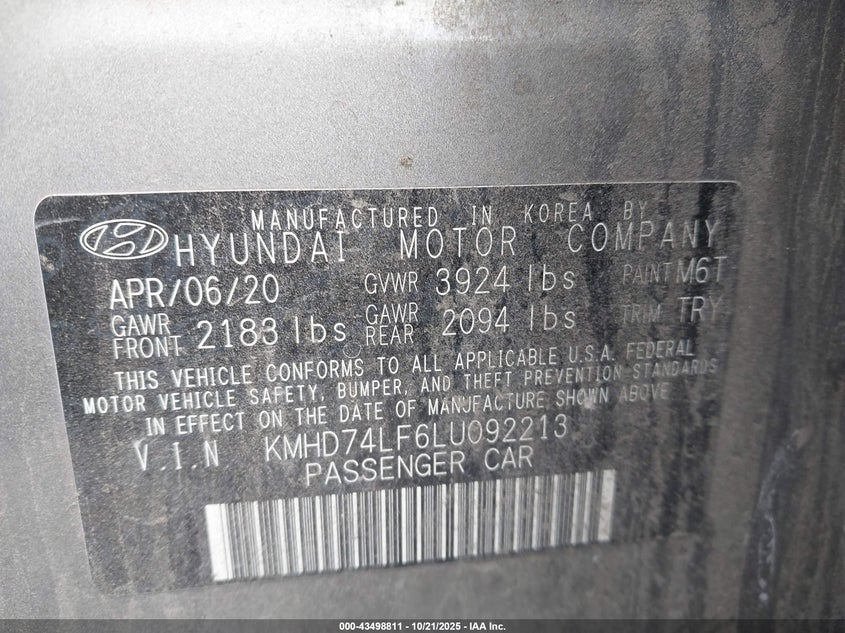 MANUFACTURED IN KOREA BY
HYUNDAI MOTOR COMPANY
APR/06/20 GVWR 3924 lbs PAINT M6T
GAWR FRONT 2183 lbs GAWR REAR 2094 lbs TRIM TRY
THIS VEHICLE CONFORMS TO ALL APPLICABLE U.S.A. FEDERAL
MOTOR VEHICLE SAFETY, BUMPER, AND THEFT PREVENTION STANDARDS
IN EFFECT ON THE DATE OF MANUFACTURE SHOWN ABOVE
V.I.N KMHD74LF6LU092213
PASSENGER CAR
000-43498811 - 10/21/2025 - IAA Inc.